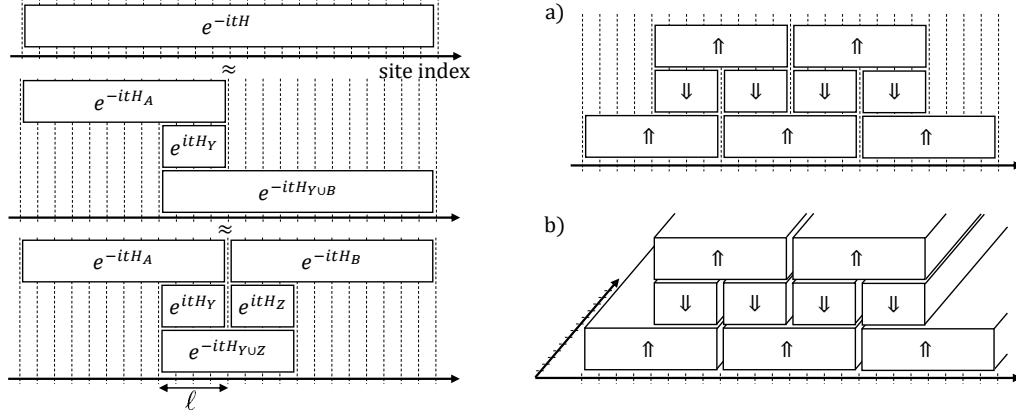 e^{-itH}
≈
site index
e^{-itH_A}
e^{itH_Y}
e^{-itH_{Y∪B}}
≈
e^{-itH_A} e^{-itH_B}
e^{itH_Y} e^{itH_Z}
e^{-itH_{Y∪Z}}
ℓ
a)
⇑ ⇑
⇓ ⇓ ⇓ ⇓
⇑ ⇑ ⇑
b)
⇑ ⇑
⇓ ⇓ ⇓ ⇓
⇑ ⇑ ⇑